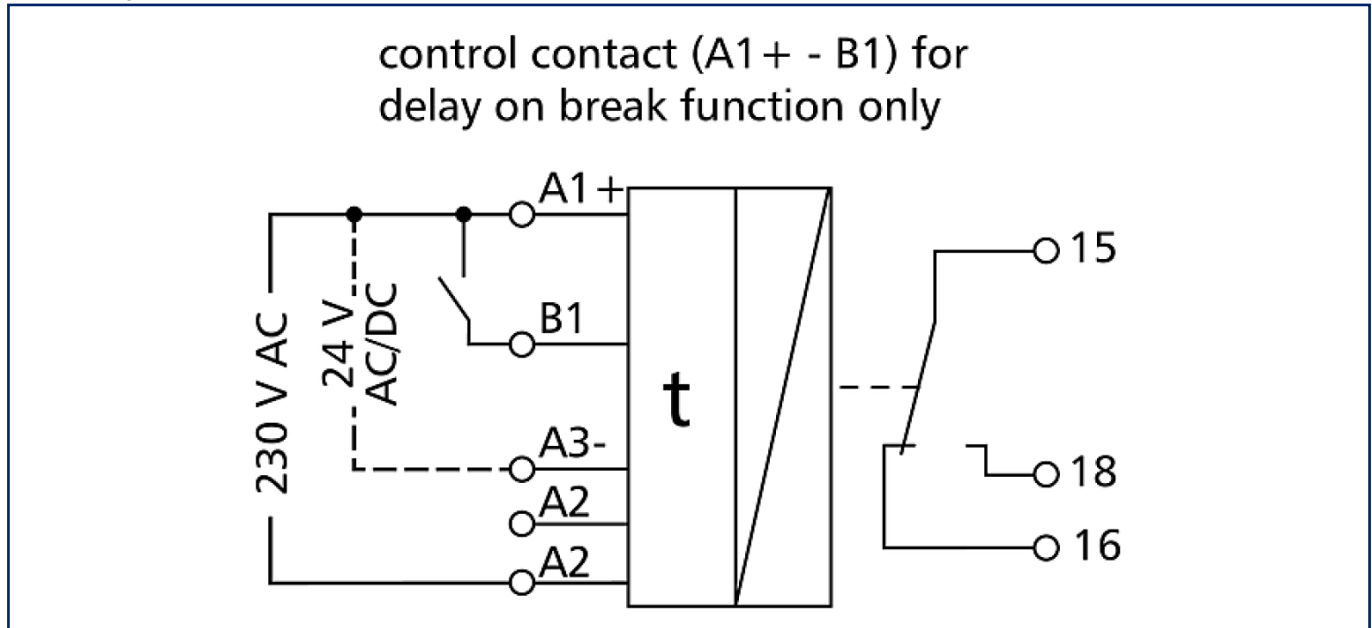 control contact (A1+ - B1) for
delay on break function only
A1+
15
230 V AC
24 V
AC/DC
B1
t
A3-
18
A2
16
A2